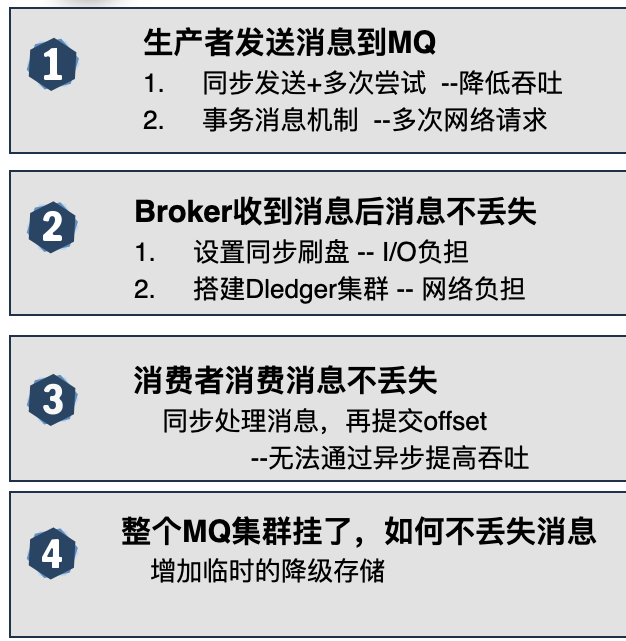 1
生产者发送消息到MQ
1. 同步发送+多次尝试 --降低吞吐
2. 事务消息机制 --多次网络请求
2
Broker收到消息后消息不丢失
1. 设置同步刷盘 -- I/O负担
2. 搭建Dledger集群 -- 网络负担
3
消费者消费消息不丢失
同步处理消息，再提交offset
--无法通过异步提高吞吐
4
整个MQ集群挂了，如何不丢失消息
增加临时的降级存储